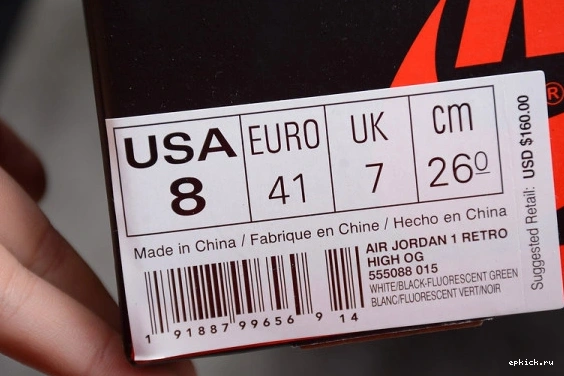 USA EURO UK cm
8 41 7 26⁰
Made in China / Fabrique en Chine / Hecho en China
AIR JORDAN 1 RETRO
HIGH OG
555088 015
WHITE/BLACK-FLUORESCENT GREEN
BLANC/FLUORESCENT VERT/NOIR
1 91887 99656 9 14
Suggested Retail: USD $160.00
®
epkick.ru